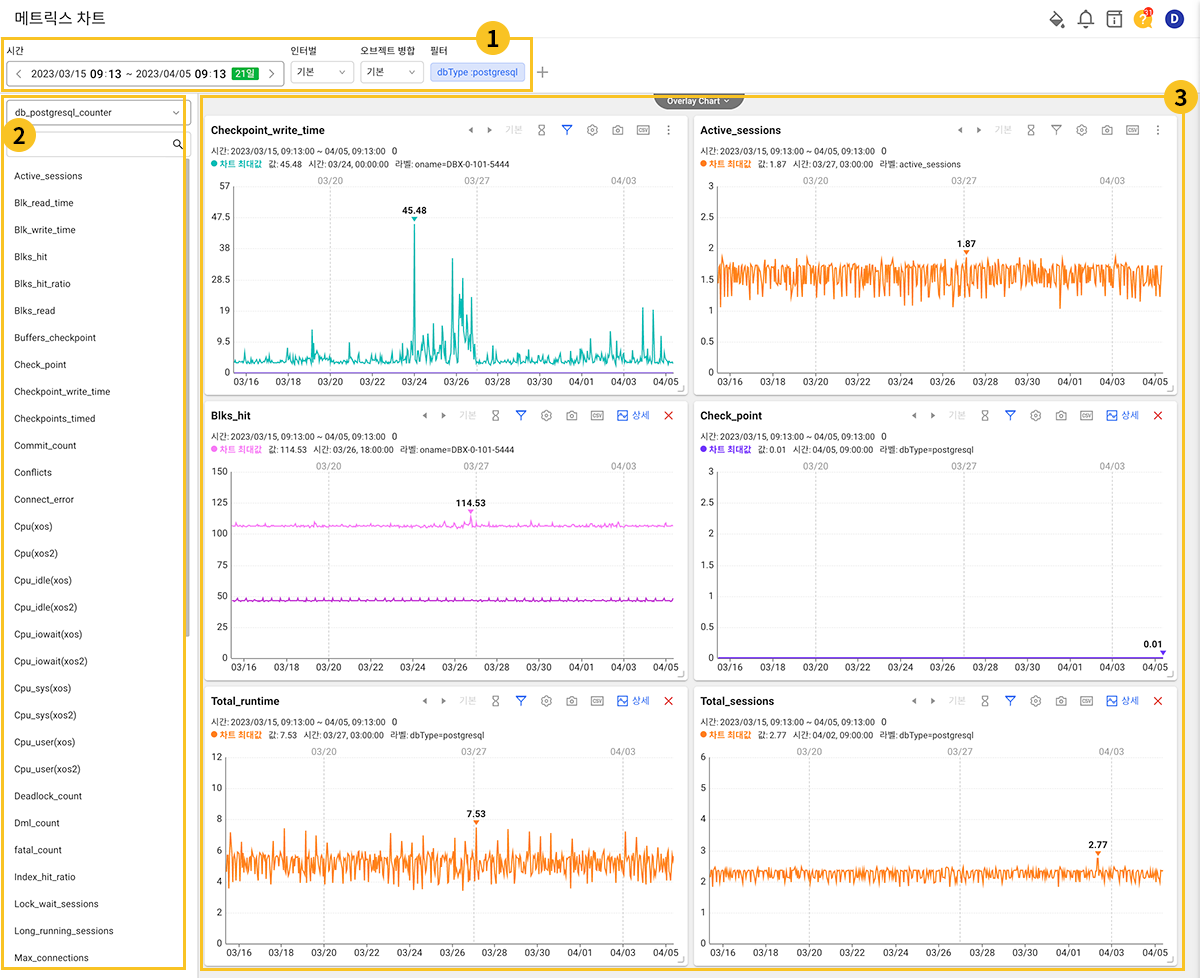 메트릭스 차트
31
D
1
시간
인터벌
오브젝트 병합
필터
2023/03/15 09:13 ~ 2023/04/05 09:13 21일
기본
기본
dbType :postgresql
2
db_postgresql_counter
Active_sessions
Blk_read_time
Blk_write_time
Blks_hit
Blks_hit_ratio
Blks_read
Buffers_checkpoint
Check_point
Checkpoint_write_time
Checkpoints_timed
Commit_count
Conflicts
Connect_error
Cpu(xos)
Cpu(xos2)
Cpu_idle(xos)
Cpu_idle(xos2)
Cpu_iowait(xos)
Cpu_iowait(xos2)
Cpu_sys(xos)
Cpu_sys(xos2)
Cpu_user(xos)
Cpu_user(xos2)
Deadlock_count
Dml_count
fatal_count
Index_hit_ratio
Lock_wait_sessions
Long_running_sessions
Max_connections
3
Overlay Chart
Checkpoint_write_time
기본
CSV
시간: 2023/03/15, 09:13:00 ~ 04/05, 09:13:00 0
차트 최대값 값: 45.48 시간: 03/24, 00:00:00 라벨: oname=DBX-0-101-5444
03/20 03/27 04/03
57
47.5
38
28.5
19
9.5
0
45.48
03/16 03/18 03/20 03/22 03/24 03/26 03/28 03/30 04/01 04/03 04/05
Active_sessions
기본
CSV
시간: 2023/03/15, 09:13:00 ~ 04/05, 09:13:00 0
차트 최대값 값: 1.87 시간: 03/27, 03:00:00 라벨: active_sessions
03/20 03/27 04/03
3
2.5
2
1.5
1
0.5
0
1.87
03/16 03/18 03/20 03/22 03/24 03/26 03/28 03/30 04/01 04/03 04/05
Blks_hit
기본
CSV
상세
시간: 2023/03/15, 09:13:00 ~ 04/05, 09:13:00 0
차트 최대값 값: 114.53 시간: 03/26, 18:00:00 라벨: oname=DBX-0-101-5444
03/20 03/27 04/03
150
125
100
75
50
25
0
114.53
03/16 03/18 03/20 03/22 03/24 03/26 03/28 03/30 04/01 04/03 04/05
Check_point
기본
CSV
상세
시간: 2023/03/15, 09:13:00 ~ 04/05, 09:13:00 0
차트 최대값 값: 0.01 시간: 04/05, 09:00:00 라벨: dbType=postgresql
03/20 03/27 04/03
3
2.5
2
1.5
1
0.5
0
0.01
03/16 03/18 03/20 03/22 03/24 03/26 03/28 03/30 04/01 04/03 04/05
Total_runtime
기본
CSV
상세
시간: 2023/03/15, 09:13:00 ~ 04/05, 09:13:00 0
차트 최대값 값: 7.53 시간: 03/27, 03:00:00 라벨: dbType=postgresql
03/20 03/27 04/03
12
10
8
6
4
2
0
7.53
03/16 03/18 03/20 03/22 03/24 03/26 03/28 03/30 04/01 04/03 04/05
Total_sessions
기본
CSV
상세
시간: 2023/03/15, 09:13:00 ~ 04/05, 09:13:00 0
차트 최대값 값: 2.77 시간: 04/02, 09:00:00 라벨: dbType=postgresql
03/20 03/27 04/03
6
5
4
3
2
1
0
2.77
03/16 03/18 03/20 03/22 03/24 03/26 03/28 03/30 04/01 04/03 04/05